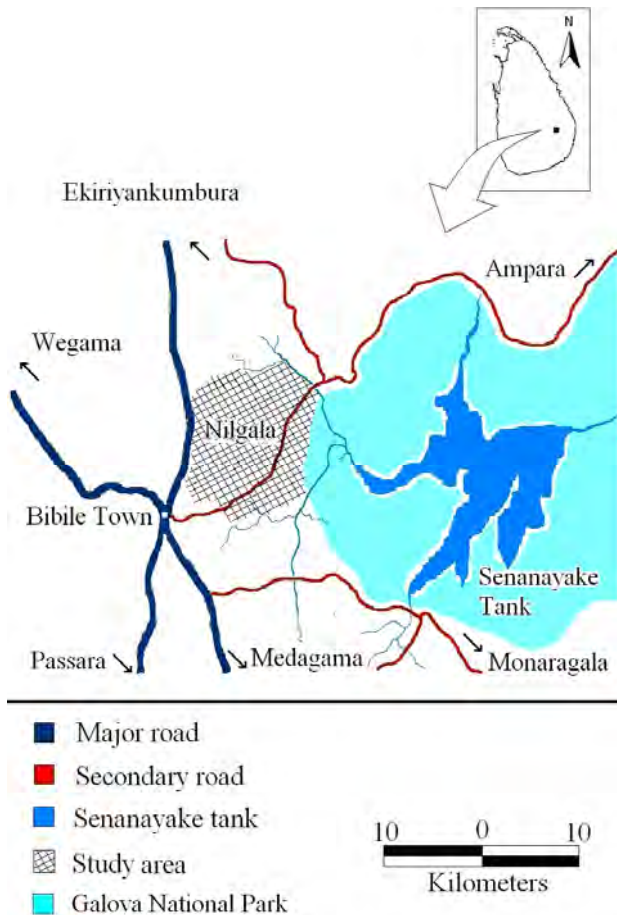 N
Ekiriyankumbura
Ampara
Wegama
Nilgala
Bibile Town
Senanayake
Tank
Passara
Medagama
Monaragala
Major road
Secondary road
Senanayake tank
Study area
Galova National Park
10 0 10
Kilometers